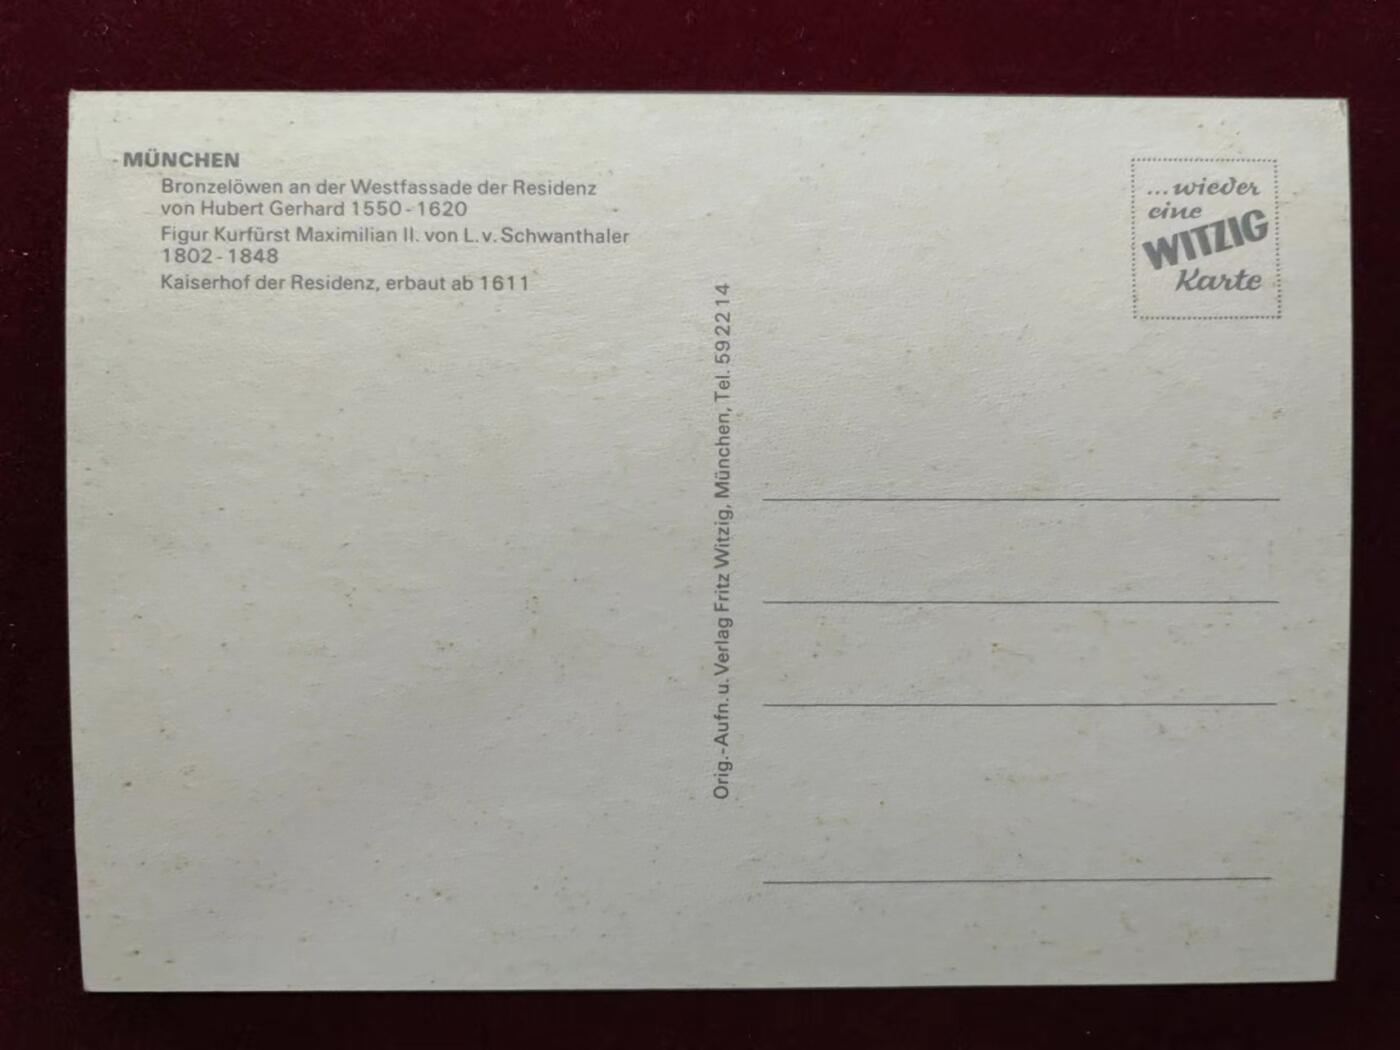 MÜNCHEN
Bronzelöwen an der Westfassade der Residenz
von Hubert Gerhard 1550-1620
Figur Kurfürst Maximilian II. von L.v. Schwanthaler
1802-1848
Kaiserhof der Residenz, erbaut ab 1611
Orig.-Aufn. u. Verlag Fritz Witzig, München, Tel. 59 22 14
...wieder
eine
WITZIG
Karte